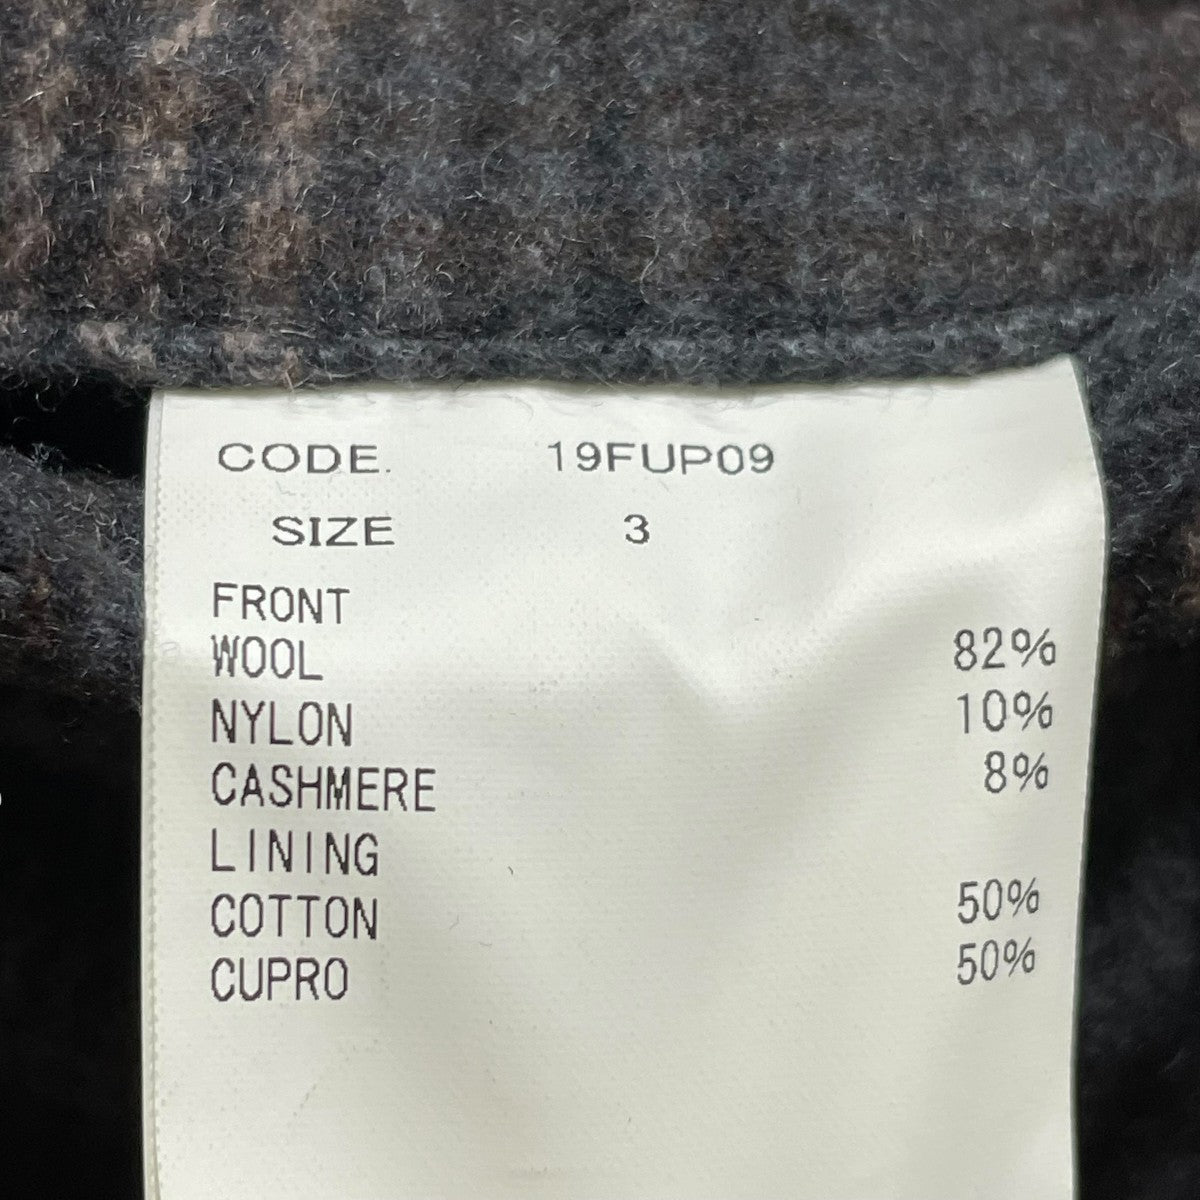 CODE. 19FUP09
SIZE 3
FRONT
WOOL 82%
NYLON 10%
CASHMERE 8%
LINING
COTTON 50%
CUPRO 50%